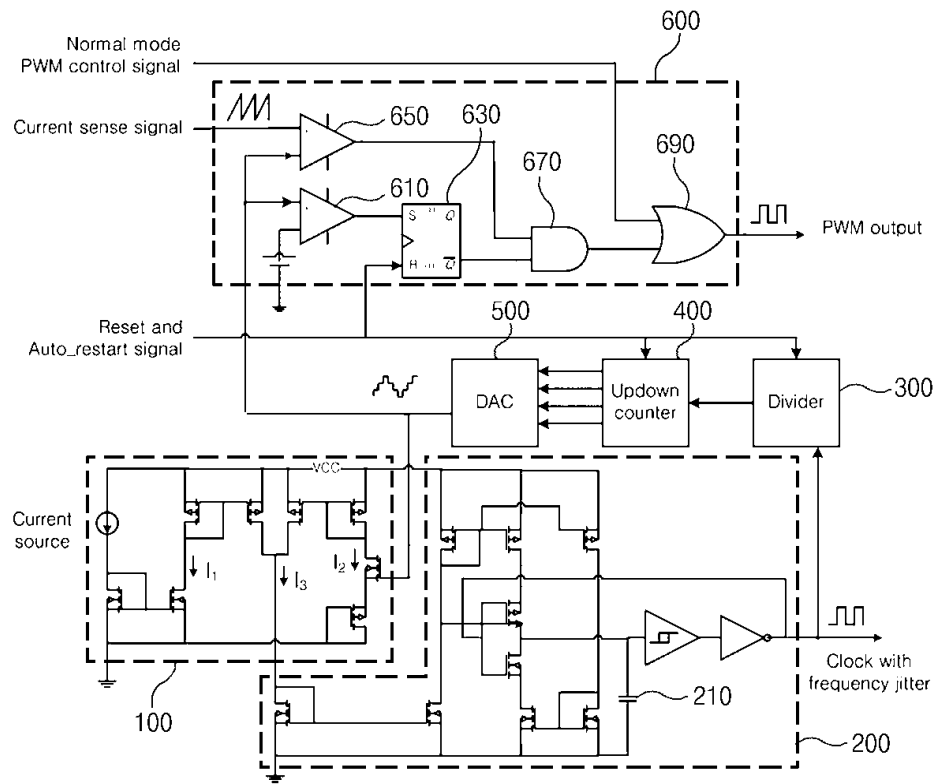 600
Normal mode
PWM control signal
Current sense signal
650
630
610
670
690
S Q
R Q
PWM output
Reset and
Auto_restart signal
500
400
DAC
Updown
counter
Divider
300
VCC
Current
source
I1
I3
I2
100
210
Clock with
frequency jitter
200